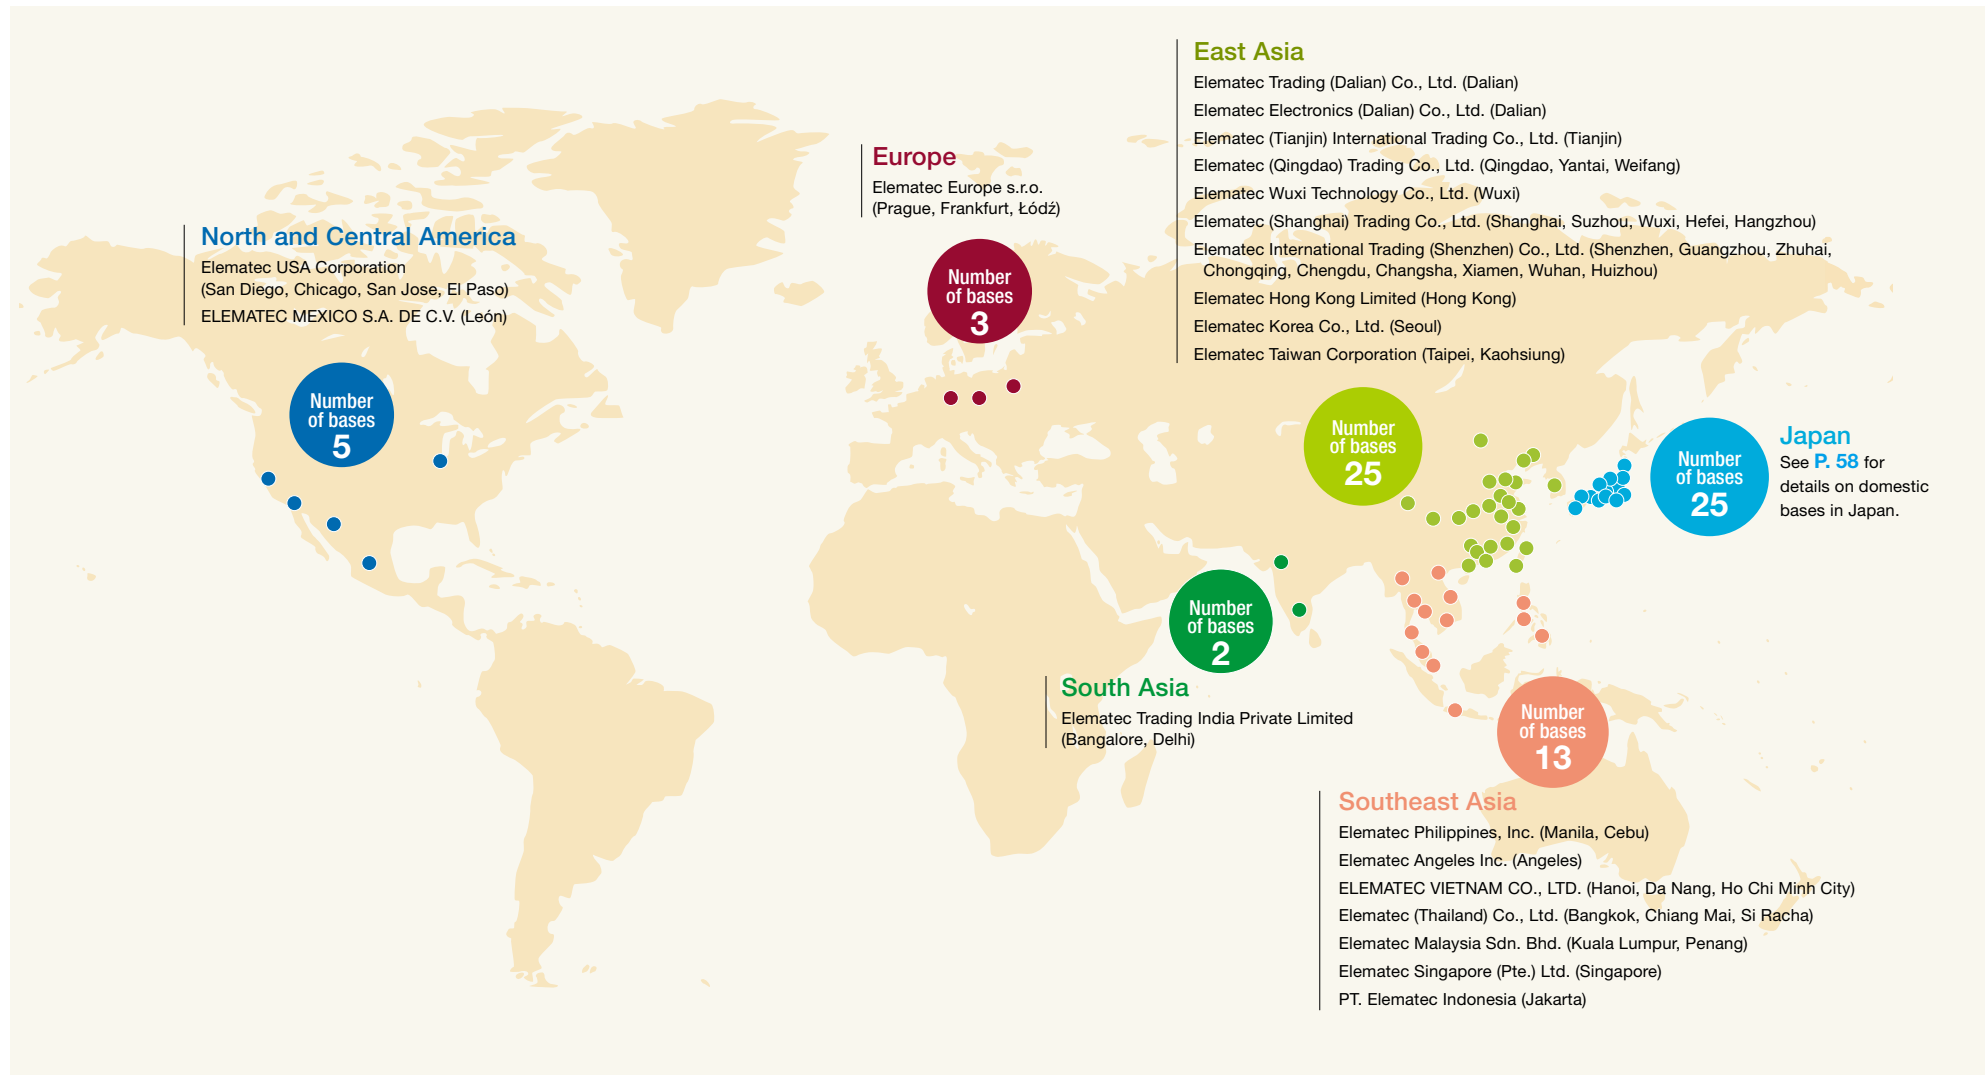 North and Central America
Elematec USA Corporation
(San Diego, Chicago, San Jose, El Paso)
ELEMATEC MEXICO S.A. DE C.V. (León)
Number
of bases
5
Europe
Elematec Europe s.r.o.
(Prague, Frankfurt, Łódź)
Number
of bases
3
East Asia
Elematec Trading (Dalian) Co., Ltd. (Dalian)
Elematec Electronics (Dalian) Co., Ltd. (Dalian)
Elematec (Tianjin) International Trading Co., Ltd. (Tianjin)
Elematec (Qingdao) Trading Co., Ltd. (Qingdao, Yantai, Weifang)
Elematec Wuxi Technology Co., Ltd. (Wuxi)
Elematec (Shanghai) Trading Co., Ltd. (Shanghai, Suzhou, Wuxi, Hefei, Hangzhou)
Elematec International Trading (Shenzhen) Co., Ltd. (Shenzhen, Guangzhou, Zhuhai,
Chongqing, Chengdu, Changsha, Xiamen, Wuhan, Huizhou)
Elematec Hong Kong Limited (Hong Kong)
Elematec Korea Co., Ltd. (Seoul)
Elematec Taiwan Corporation (Taipei, Kaohsiung)
Number
of bases
25
Number
of bases
25
Japan
See P. 58 for
details on domestic
bases in Japan.
Number
of bases
2
South Asia
Elematec Trading India Private Limited
(Bangalore, Delhi)
Number
of bases
13
Southeast Asia
Elematec Philippines, Inc. (Manila, Cebu)
Elematec Angeles Inc. (Angeles)
ELEMATEC VIETNAM CO., LTD. (Hanoi, Da Nang, Ho Chi Minh City)
Elematec (Thailand) Co., Ltd. (Bangkok, Chiang Mai, Si Racha)
Elematec Malaysia Sdn. Bhd. (Kuala Lumpur, Penang)
Elematec Singapore (Pte.) Ltd. (Singapore)
PT. Elematec Indonesia (Jakarta)